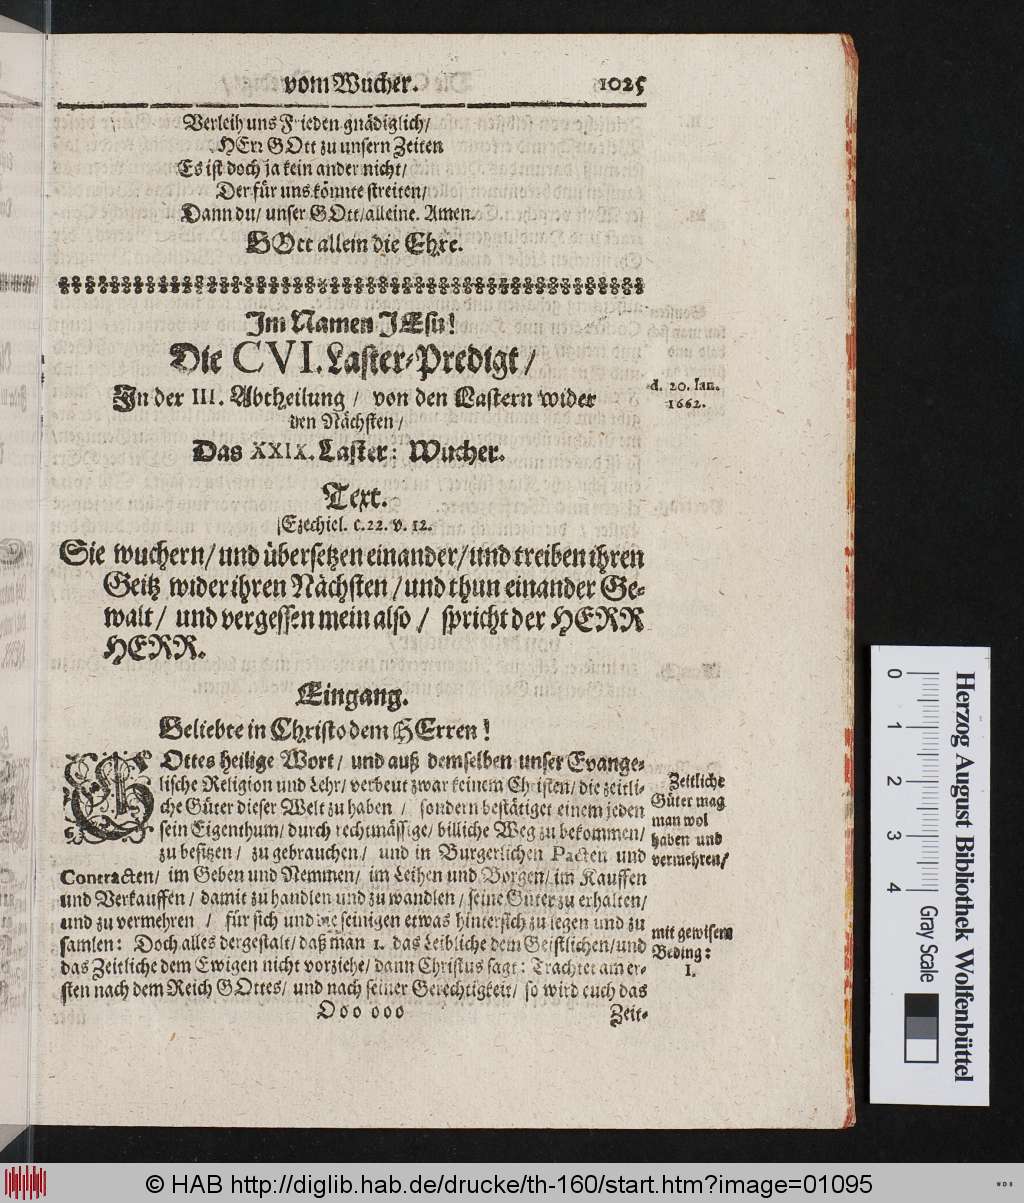 vom Wucher. 1025
Verleih uns Frieden gnädiglich/
HErr GOtt zu unsern Zeiten
Es ist doch ja kein ander nicht/
Der für uns könnte streiten/
Dann du/ unser GOtt/ alleine. Amen.
GOtt allein die Ehre.
Im Namen JEsu!
Die CVI. Laster-Predigt/
d. 20. Ian.
1662.
In der III. Abtheilung/ von den Lastern wider
den Nächsten/
Das XXIX. Laster: Wucher.
Text.
Ezechiel. c. 22. v. 12.
Sie wuchern/ und übersetzen einander/ und treiben ihren
Geitz wider ihren Nächsten/ und thun einander Ge-
walt/ und vergessen mein also/ spricht der HERR
HERR.
Eingang.
Geliebte in Christo dem HErren!
GOttes heilige Wort/ und auß demselben unser Evange-
lische Religion und Lehr/ verbeut zwar keinem Christen/ die zeitli-
che Güter dieser Welt zu haben/ sondern bestätiget einem jeden
sein Eigenthum/ durch rechtmässige/ billiche Weg zu bekommen/
zu besitzen/ zu gebrauchen/ und in Burgerlichen Pacten und
Contracten/ im Geben und Nemmen/ im Leihen und Borgen/ im Kauffen
und Verkauffen/ damit zu handlen und zu wandlen/ seine Güter zu erhalten/
und zu vermehren/ für sich und die seinigen etwas hintersich zu legen und zu
samlen: Doch alles dergestalt/ daß man 1. das Leibliche dem Geistlichen/ und
das Zeitliche dem Ewigen nicht vorziehe/ dann Christus sagt: Trachtet am er-
sten nach dem Reich GOttes/ und nach seiner Gerechtigkeit/ so wird euch das
Zeitliche
Güter mag
man wol
haben und
vermehren/
mit gewisem
Beding:
1.
Ooo ooo Zeit-
0 1 2 3 4
Gray Scale
Herzog August Bibliothek Wolfenbüttel
© HAB http://diglib.hab.de/drucke/th-160/start.htm?image=01095